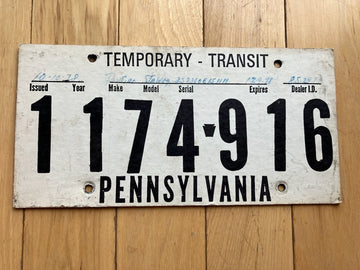 TEMPORARY - TRANSIT
Issued Year Make Model Serial Expires Dealer I.D.
1 174-916
PENNSYLVANIA